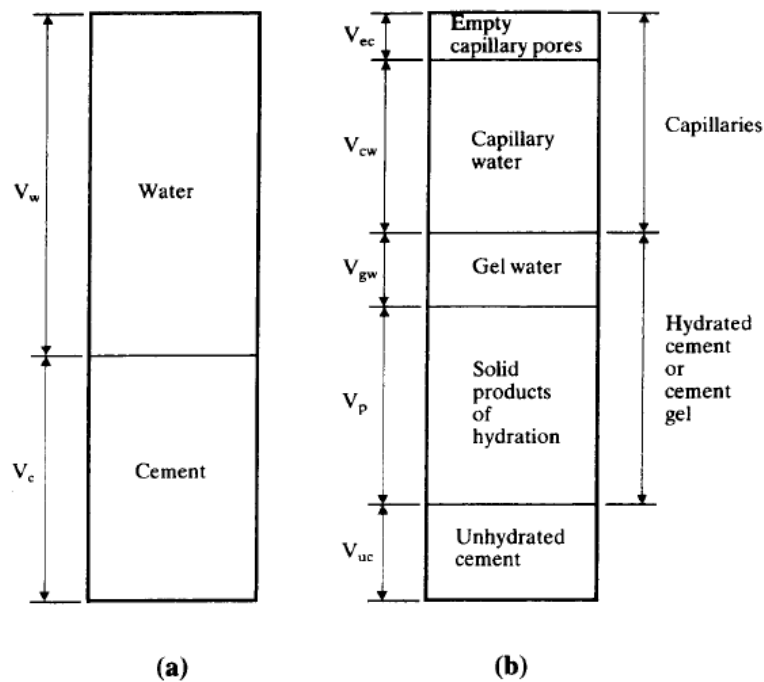 V_w
Water
V_c
Cement
(a)
V_ec
Empty
capillary pores
V_cw
Capillary
water
Capillaries
V_gw
Gel water
V_p
Solid
products
of
hydration
Hydrated
cement
or
cement
gel
V_uc
Unhydrated
cement
(b)